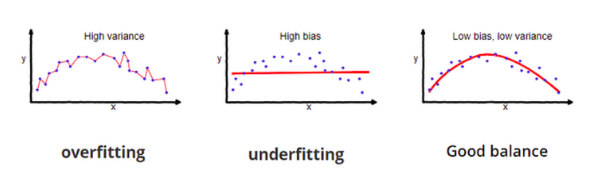 High variance
y
x
overfitting
High bias
y
x
underfitting
Low bias, low variance
y
x
Good balance